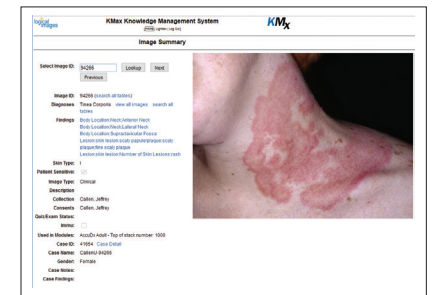 logical images
KMax Knowledge Management System
KMx
Image Summary
Select Image ID: 94266 Lookup Next
Previous
Image ID: 94266 (search all tables)
Diagnoses Tinea Corporis view all images search all
tables
Findings Body Location:Neck:Anterior Neck
Body Location:Neck:Lateral Neck
Body Location:Supraclavicular Fossa
Lesion:skin lesion:scaly papule/plaque:scaly
plaque:fine scaly plaque
Lesion:skin lesion:Number of Skin Lesions:rash
Skin Type: I
Patient Sensitive:
Image Type: Clinical
Description
Collection Callen, Jeffrey
Consents Callen, Jeffrey
Quiz/Exam Status:
Used in Modules: AccuDx Adult - Top of stack number: 1000
Case ID: 41654 Case Detail
Case Name: CallenU-94266
Gender: Female
Case Notes:
Case Findings: